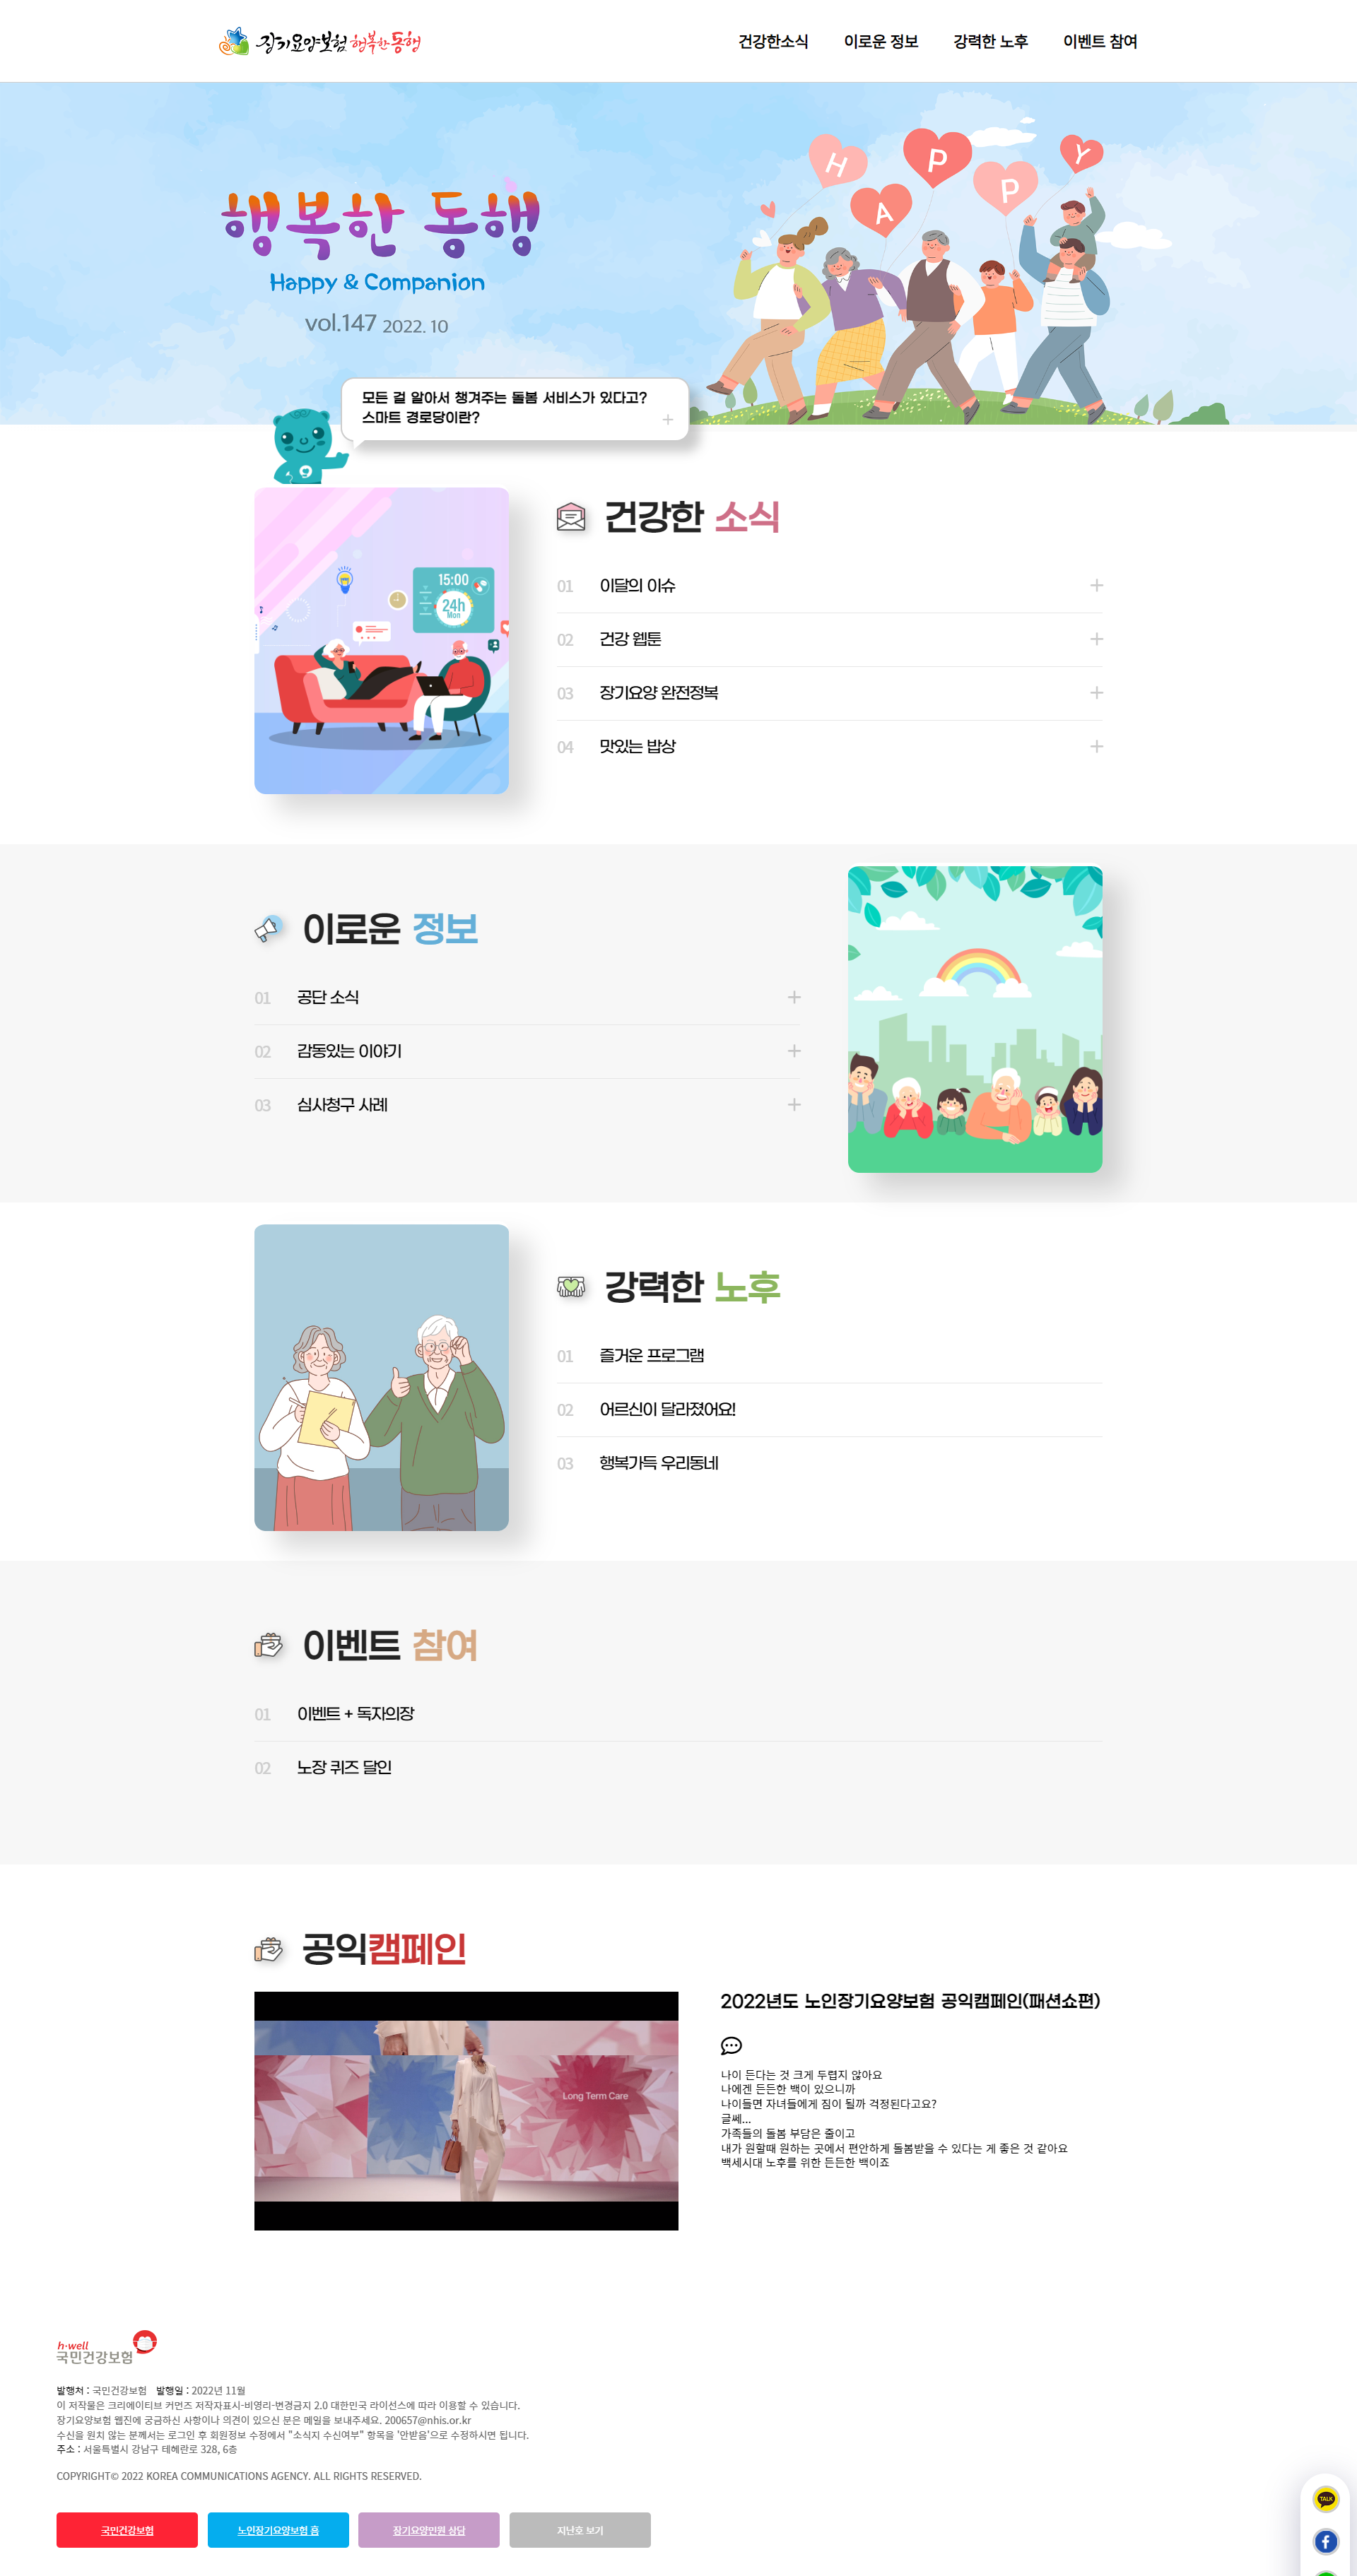 장기요양보험 행복한동행
건강한소식 이로운 정보 강력한 노후 이벤트 참여
H A P P Y
행복한 동행
Happy & Companion
vol.147 2022. 10
모든 걸 알아서 챙겨주는 돌봄 서비스가 있다고?
스마트 경로당이란?
건강한 소식
15:00
24h
Mon
01 이달의 이슈
02 건강 웹툰
03 장기요양 완전정복
04 맛있는 밥상
이로운 정보
01 공단 소식
02 감동있는 이야기
03 심사청구 사례
강력한 노후
01 즐거운 프로그램
02 어르신이 달라졌어요!
03 행복가득 우리동네
이벤트 참여
01 이벤트 + 독자의장
02 노장 퀴즈 달인
공익캠페인
Long Term Care
2022년도 노인장기요양보험 공익캠페인(패션쇼편)
나이 든다는 것 크게 두렵지 않아요
나에겐 든든한 백이 있으니까
나이들면 자녀들에게 짐이 될까 걱정된다고요?
글쎄...
가족들의 돌봄 부담은 줄이고
내가 원할때 원하는 곳에서 편안하게 돌봄받을 수 있다는 게 좋은 것 같아요
백세시대 노후를 위한 든든한 백이죠
h·well
국민건강보험
발행처 : 국민건강보험 발행일 : 2022년 11월
이 저작물은 크리에이티브 커먼즈 저작자표시-비영리-변경금지 2.0 대한민국 라이선스에 따라 이용할 수 있습니다.
장기요양보험 웹진에 궁금하신 사항이나 의견이 있으신 분은 메일을 보내주세요. 200657@nhis.or.kr
수신을 원치 않는 분께서는 로그인 후 회원정보 수정에서 "소식지 수신여부" 항목을 '안받음'으로 수정하시면 됩니다.
주소 : 서울특별시 강남구 테헤란로 328, 6층
COPYRIGHT© 2022 KOREA COMMUNICATIONS AGENCY. ALL RIGHTS RESERVED.
국민건강보험 노인장기요양보험 홈 장기요양민원 상담 지난호 보기
TALK